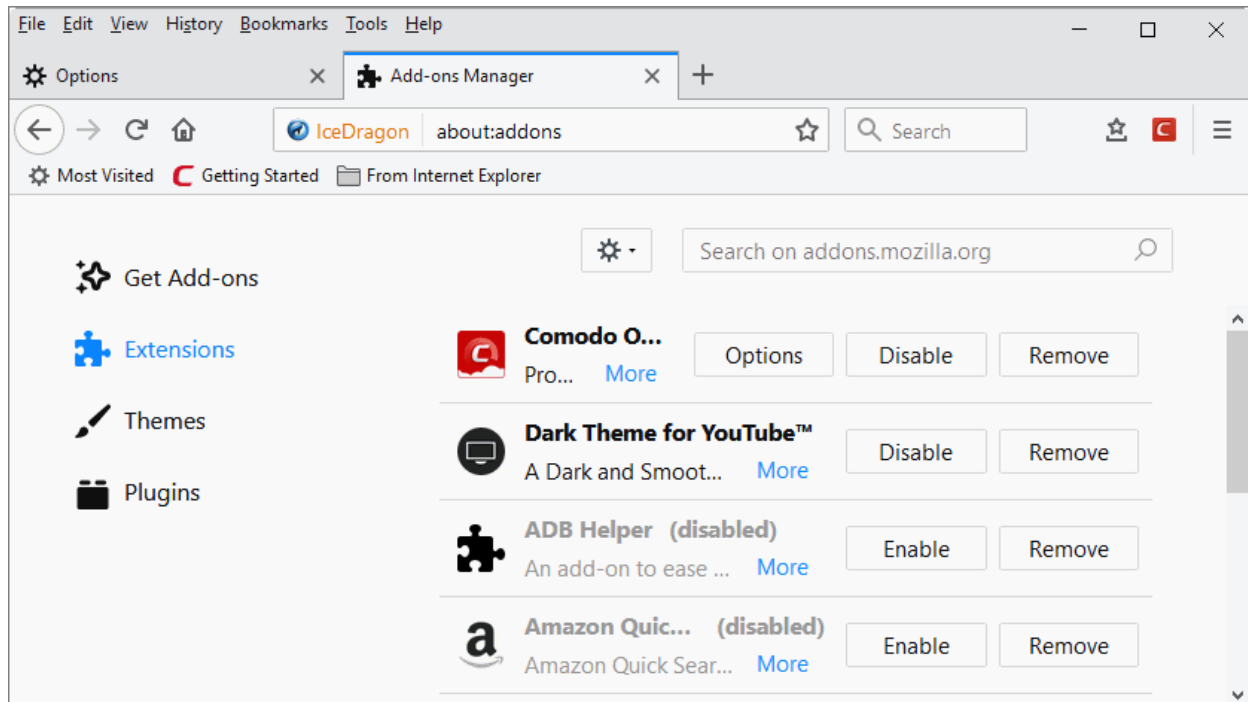 File Edit View History Bookmarks Tools Help
Options Add-ons Manager
IceDragon about:addons Search
Most Visited Getting Started From Internet Explorer
Search on addons.mozilla.org
Get Add-ons
Extensions
Themes
Plugins
Comodo O... Options Disable Remove
Pro... More
Dark Theme for YouTube™ Disable Remove
A Dark and Smoot... More
ADB Helper (disabled) Enable Remove
An add-on to ease ... More
Amazon Quic... (disabled) Enable Remove
Amazon Quick Sear... More